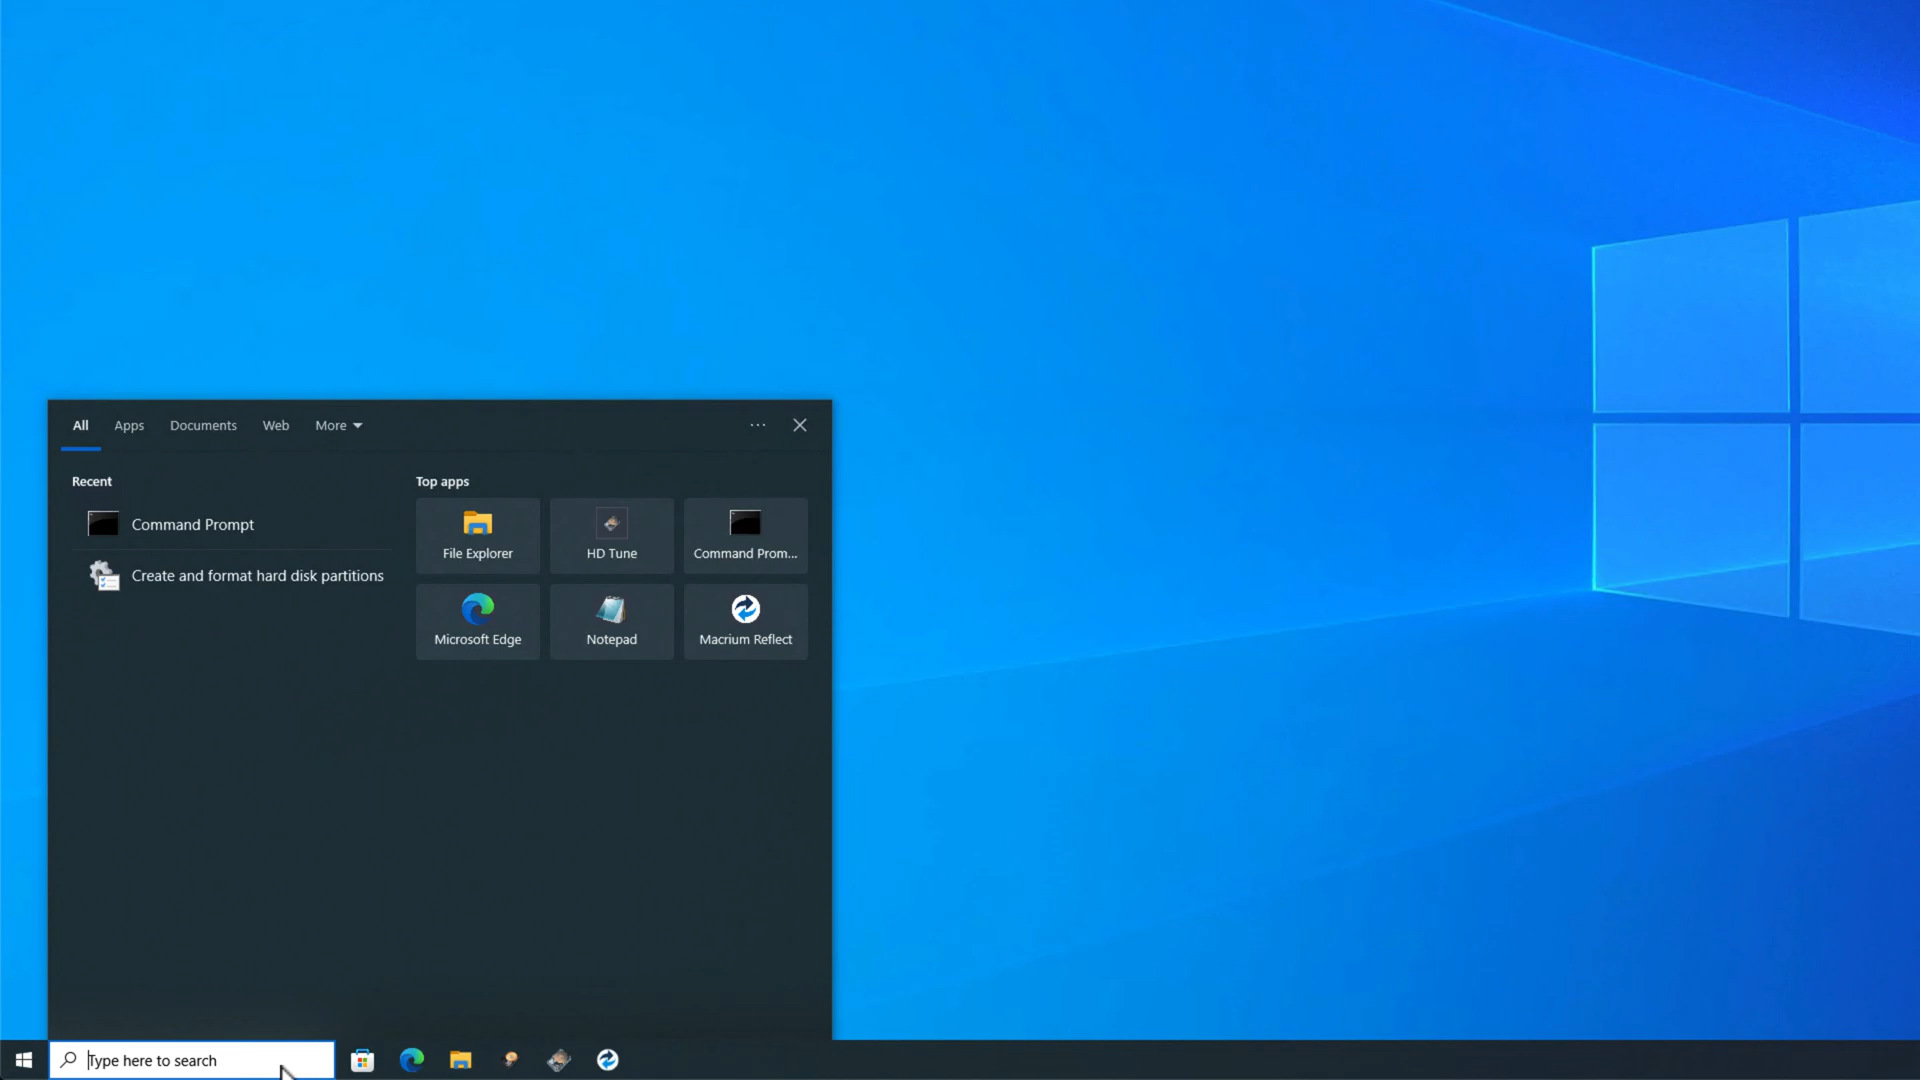 All Apps Documents Web More
Recent
Command Prompt
Create and format hard disk partitions
Top apps
File Explorer
HD Tune
Command Prom...
Microsoft Edge
Notepad
Macrium Reflect
Type here to search